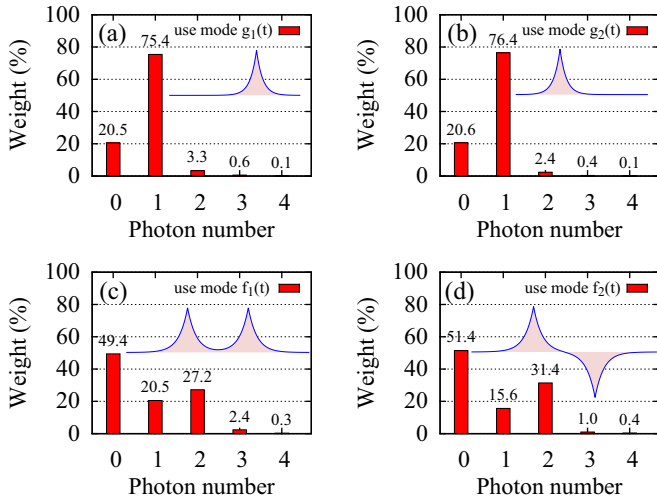 (a)
use mode g₁(t)
Weight (%)
100
80
60
40
20
0
20.5
75.4
3.3
0.6
0.1
0 1 2 3 4
Photon number
(b)
use mode g₂(t)
Weight (%)
100
80
60
40
20
0
20.6
76.4
2.4
0.4
0.1
0 1 2 3 4
Photon number
(c)
use mode f₁(t)
Weight (%)
100
80
60
40
20
0
49.4
20.5
27.2
2.4
0.3
0 1 2 3 4
Photon number
(d)
use mode f₂(t)
Weight (%)
100
80
60
40
20
0
51.4
15.6
31.4
1.0
0.4
0 1 2 3 4
Photon number